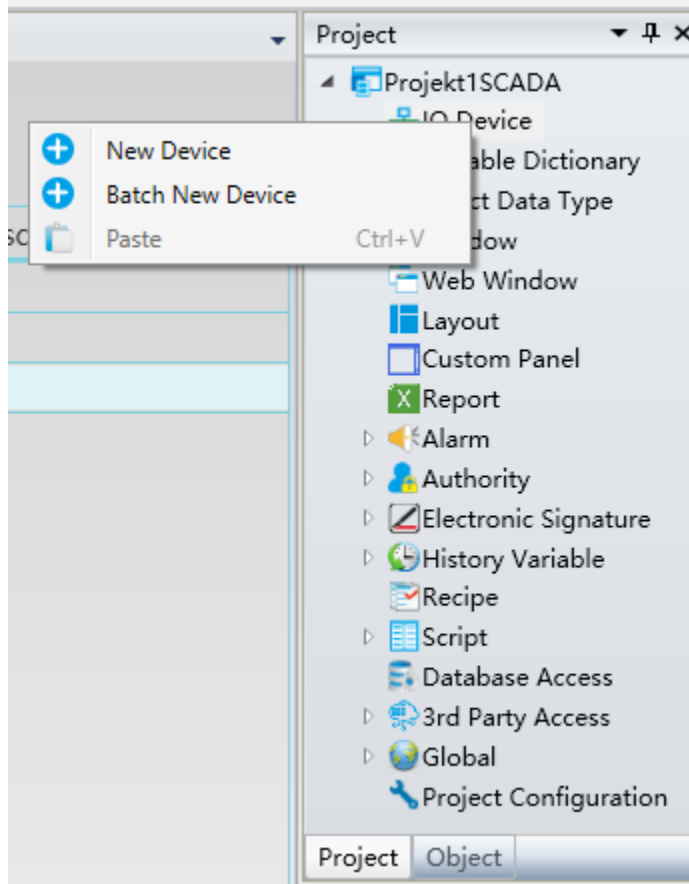 Project
Projekt1SCADA
IO Device
New Device
able Dictionary
Batch New Device
ct Data Type
SC
Paste Ctrl+V
dow
Web Window
Layout
Custom Panel
Report
Alarm
Authority
Electronic Signature
History Variable
Recipe
Script
Database Access
3rd Party Access
Global
Project Configuration
Project Object